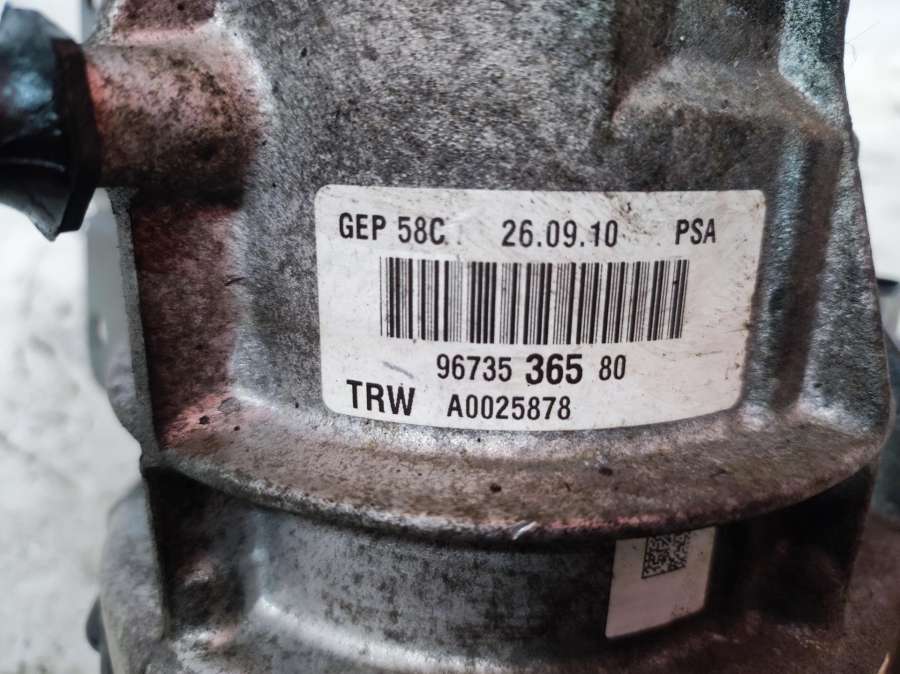 GEP 58C 26.09.10 PSA
96735 365 80
TRW A0025878